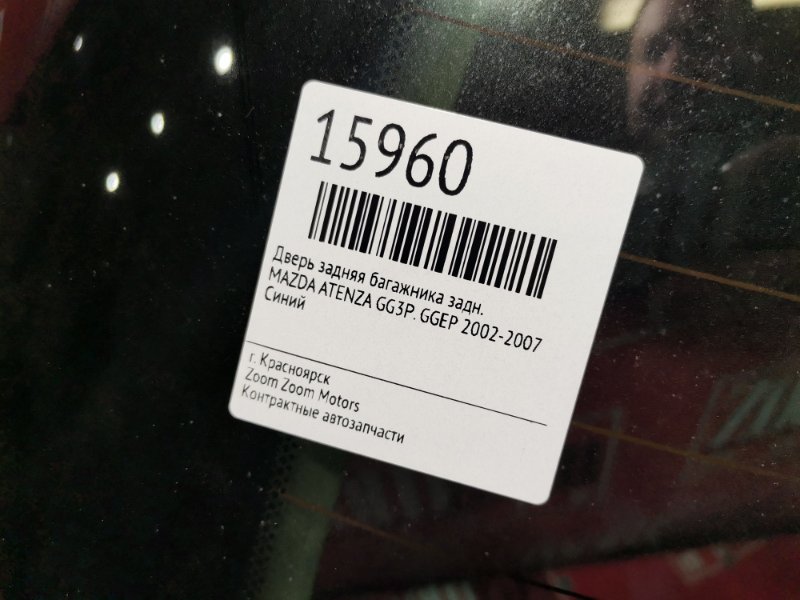 15960
Дверь задняя багажника задн.
MAZDA ATENZA GG3P. GGEP 2002-2007
Синий
г. Красноярск
Zoom Zoom Motors
Контрактные автозапчасти